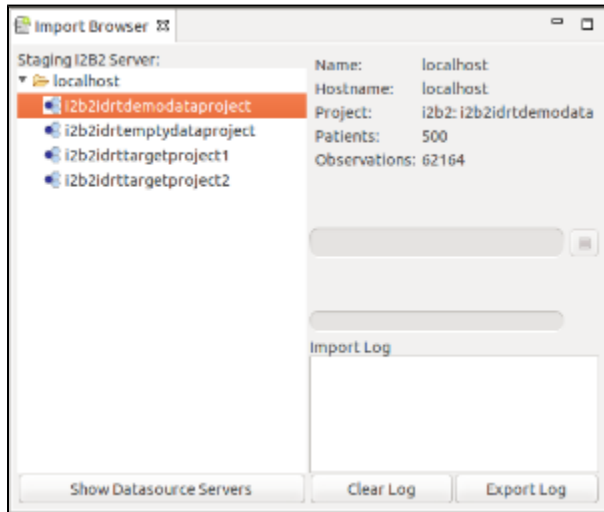 Import Browser
Staging I2B2 Server:
localhost
i2b2idrtdemodataproject
i2b2idrtemptydataproject
i2b2idrttargetproject1
i2b2idrttargetproject2
Show Datasource Servers
Name: localhost
Hostname: localhost
Project: i2b2: i2b2idrtdemodata
Patients: 500
Observations: 62164
Import Log
Clear Log
Export Log